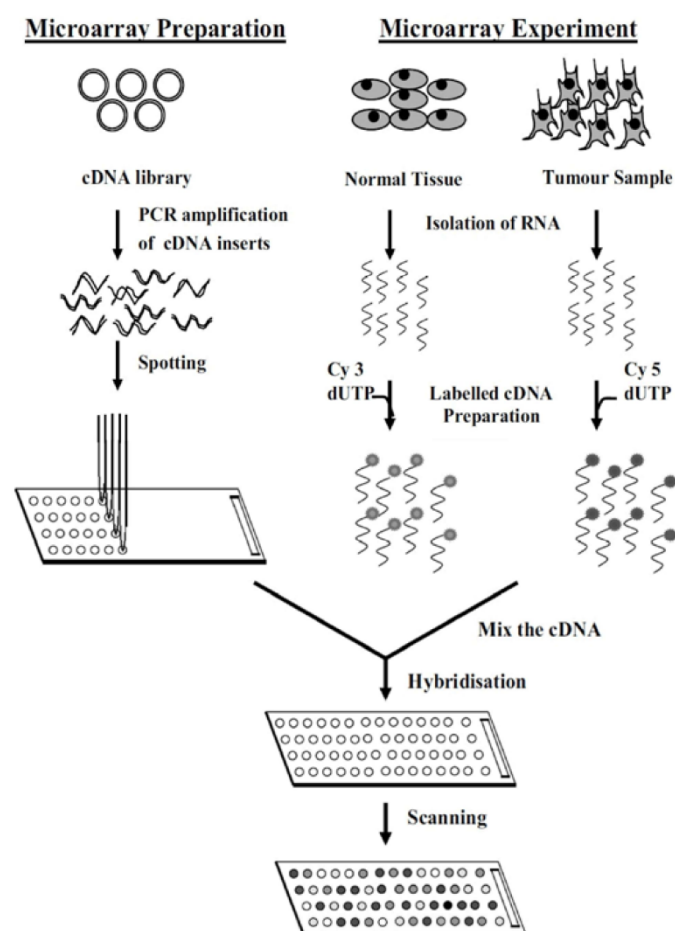 Microarray Preparation
Microarray Experiment
cDNA library
Normal Tissue
Tumour Sample
PCR amplification
of cDNA inserts
Isolation of RNA
Spotting
Cy 3
dUTP
Labelled cDNA
Preparation
Cy 5
dUTP
Mix the cDNA
Hybridisation
Scanning